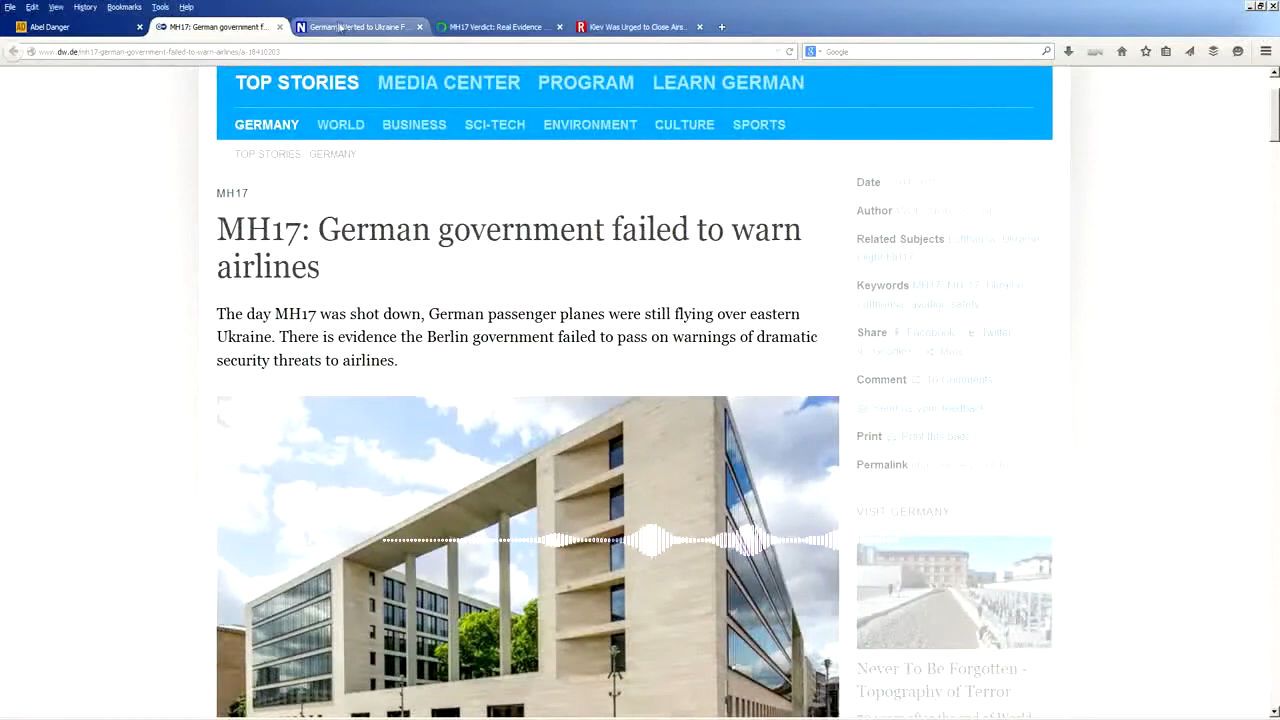 File Edit View History Bookmarks Tools Help
Abel Danger
MH17: German government f...
MH17 Verdict: Real Evidence
Kiev Was Urged to Close Airs...
www.dw.de/mh17-german-government-failed-to-warn-airlines/a-18410203
Google
TOP STORIES MEDIA CENTER PROGRAM LEARN GERMAN
GERMANY WORLD BUSINESS SCI-TECH ENVIRONMENT CULTURE SPORTS
TOP STORIES GERMANY
MH17
MH17: German government failed to warn
airlines
The day MH17 was shot down, German passenger planes were still flying over eastern
Ukraine. There is evidence the Berlin government failed to pass on warnings of dramatic
security threats to airlines.
Date
Author
Related Subjects
Keywords
Share Facebook Twitter
Comment
Print Print this page
Permalink
VISIT GERMANY
Never To Be Forgotten -
Topography of Terror